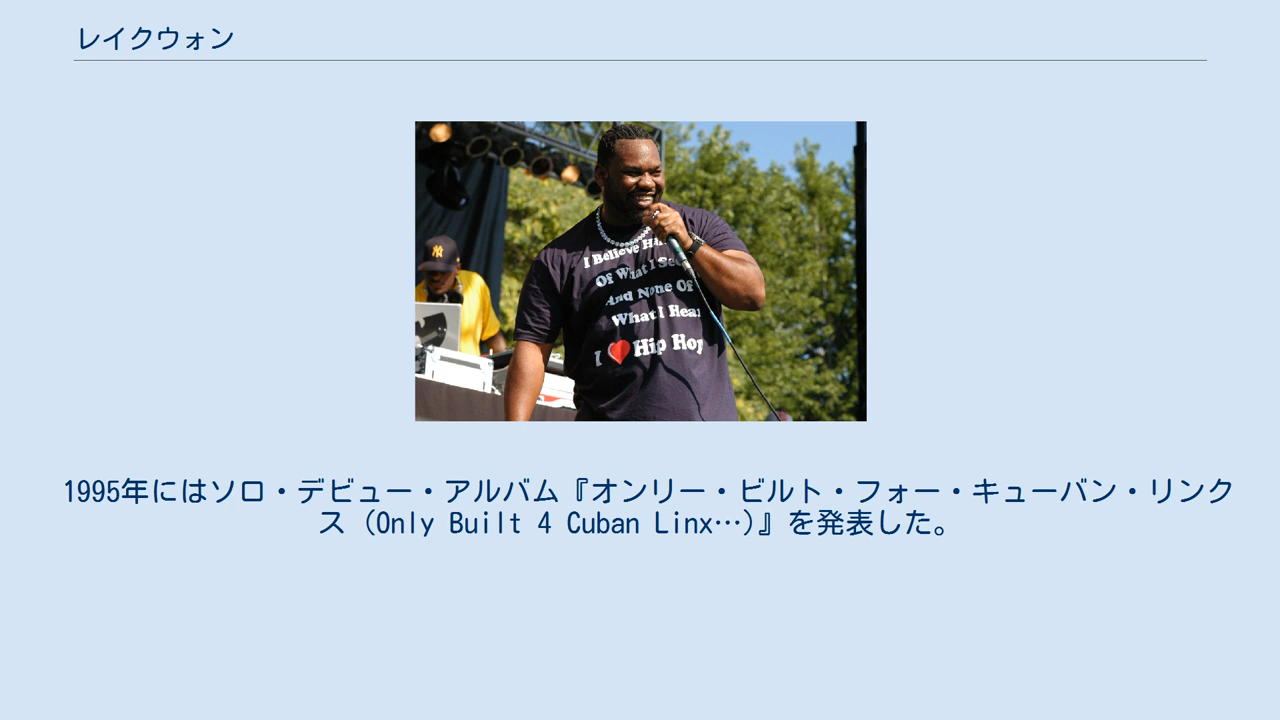 レイクウォン
I Believe Ha
Of What I See
And None Of
What I Hear
I ❤ Hip Hop
1995年にはソロ・デビュー・アルバム『オンリー・ビルト・フォー・キューバン・リンク
ス（Only Built 4 Cuban Linx…）』を発表した。